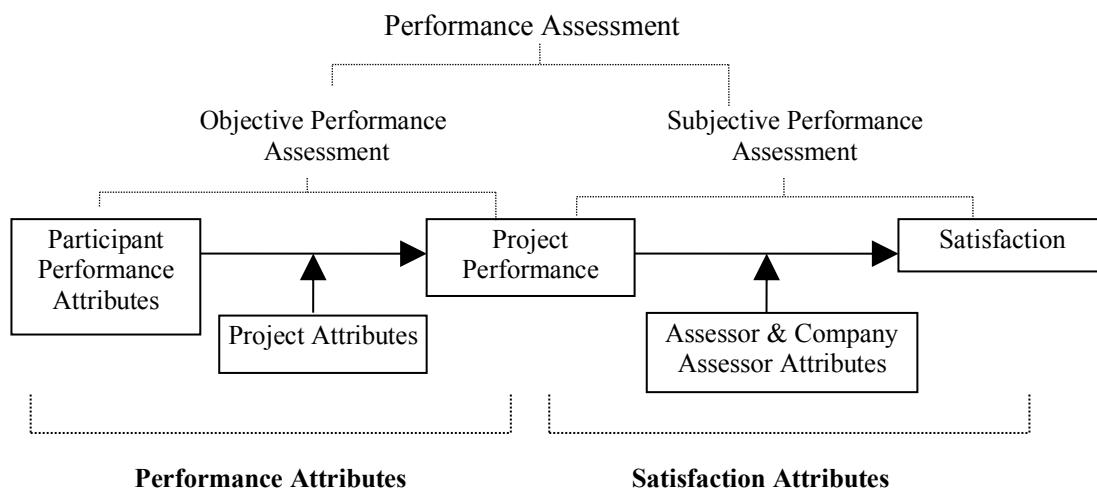 Performance Assessment
Objective Performance
Assessment
Subjective Performance
Assessment
Participant
Performance
Attributes
Project
Performance
Satisfaction
Project Attributes
Assessor & Company
Assessor Attributes
Performance Attributes
Satisfaction Attributes